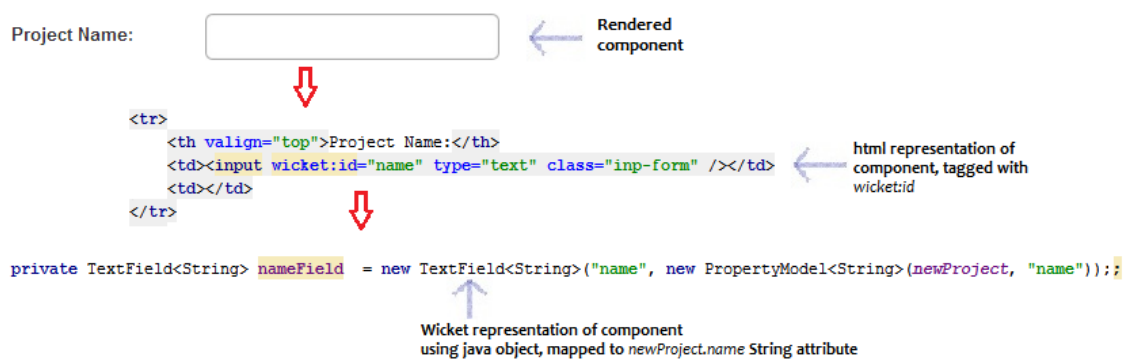 Project Name:
Rendered
component
<tr>
<th valign="top">Project Name:</th>
<td><input wicket:id="name" type="text" class="inp-form" /></td>
<td></td>
</tr>
html representation of
component, tagged with
wicket:id
private TextField<String> nameField = new TextField<String>("name", new PropertyModel<String>(newProject, "name"));;
Wicket representation of component
using java object, mapped to newProject.name String attribute